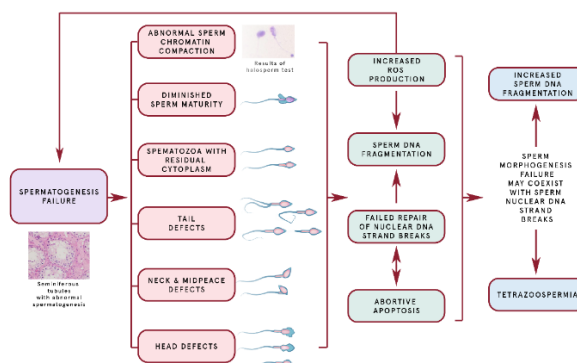 ABNORMAL SPERM
CHROMATIN
COMPACTION
Results of
halosperm test
DIMINISHED
SPERM MATURITY
SPEMATOZOA WITH
RESIDUAL
CYTOPLASM
SPERMATOGENESIS
FAILURE
Seminiferous
tubules
with abnormal
spermatogenesis
TAIL
DEFECTS
NECK & MIDPEACE
DEFECTS
HEAD DEFECTS
INCREASED
ROS
PRODUCTION
SPERM DNA
FRAGMENTATION
FAILED REPAIR
OF NUCLEAR DNA
STRAND BREAKS
ABORTIVE
APOPTOSIS
INCREASED
SPERM DNA
FRAGMENTATION
SPERM
MORPHOGENESIS
FAILURE
MAY COEXIST
WITH SPERM
NUCLEAR DNA
STRAND
BREAKS
TETRAZOOSPERMIA